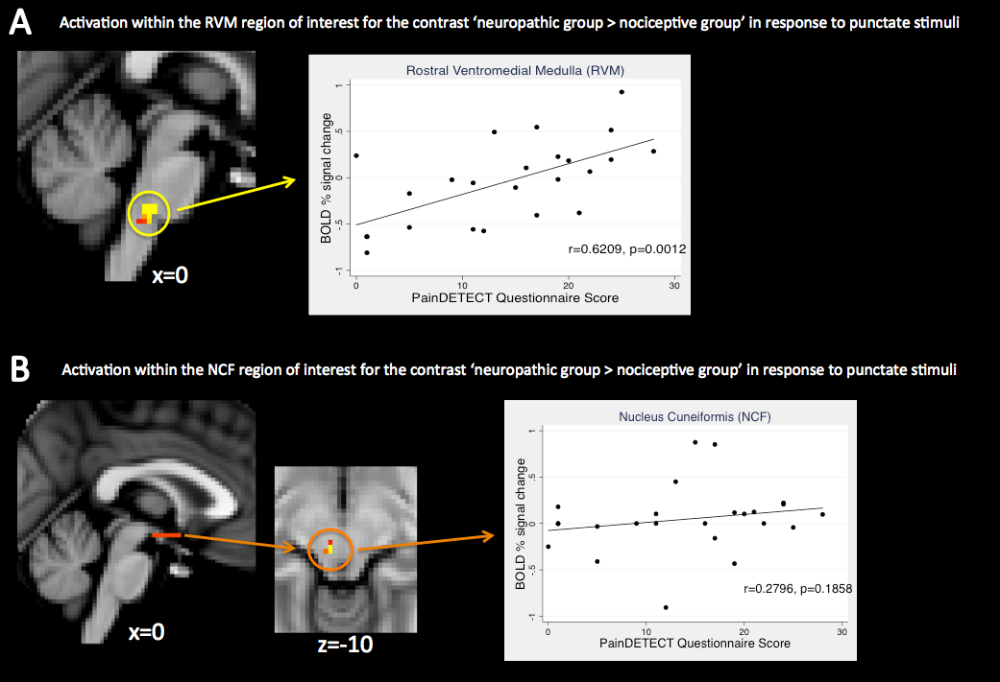 A
Activation within the RVM region of interest for the contrast ‘neuropathic group > nociceptive group’ in response to punctate stimuli
Rostral Ventromedial Medulla (RVM)
BOLD % signal change
1
.5
0
-.5
-1
r=0.6209, p=0.0012
0 10 20 30
PainDETECT Questionnaire Score
x=0
B
Activation within the NCF region of interest for the contrast ‘neuropathic group > nociceptive group’ in response to punctate stimuli
Nucleus Cuneiformis (NCF)
BOLD % signal change
1
.5
0
-.5
-1
r=0.2796, p=0.1858
0 10 20 30
PainDETECT Questionnaire Score
x=0
z=-10